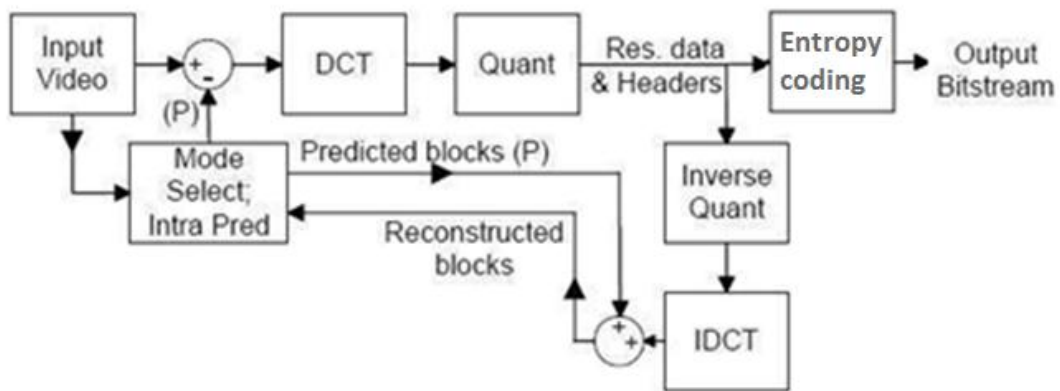 Input
Video
+
-
(P)
DCT
Quant
Res. data
& Headers
Entropy
coding
Output
Bitstream
Mode
Select;
Intra Pred
Predicted blocks (P)
Reconstructed
blocks
Inverse
Quant
IDCT
+
+